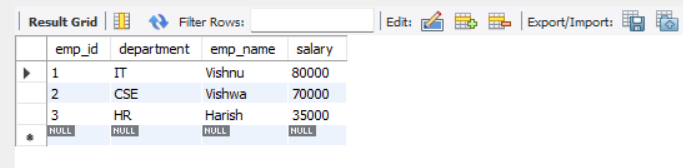 Result Grid Filter Rows: Edit: Export/Import:
emp_id department emp_name salary
1 IT Vishnu 80000
2 CSE Vishwa 70000
3 HR Harish 35000
NULL NULL NULL NULL